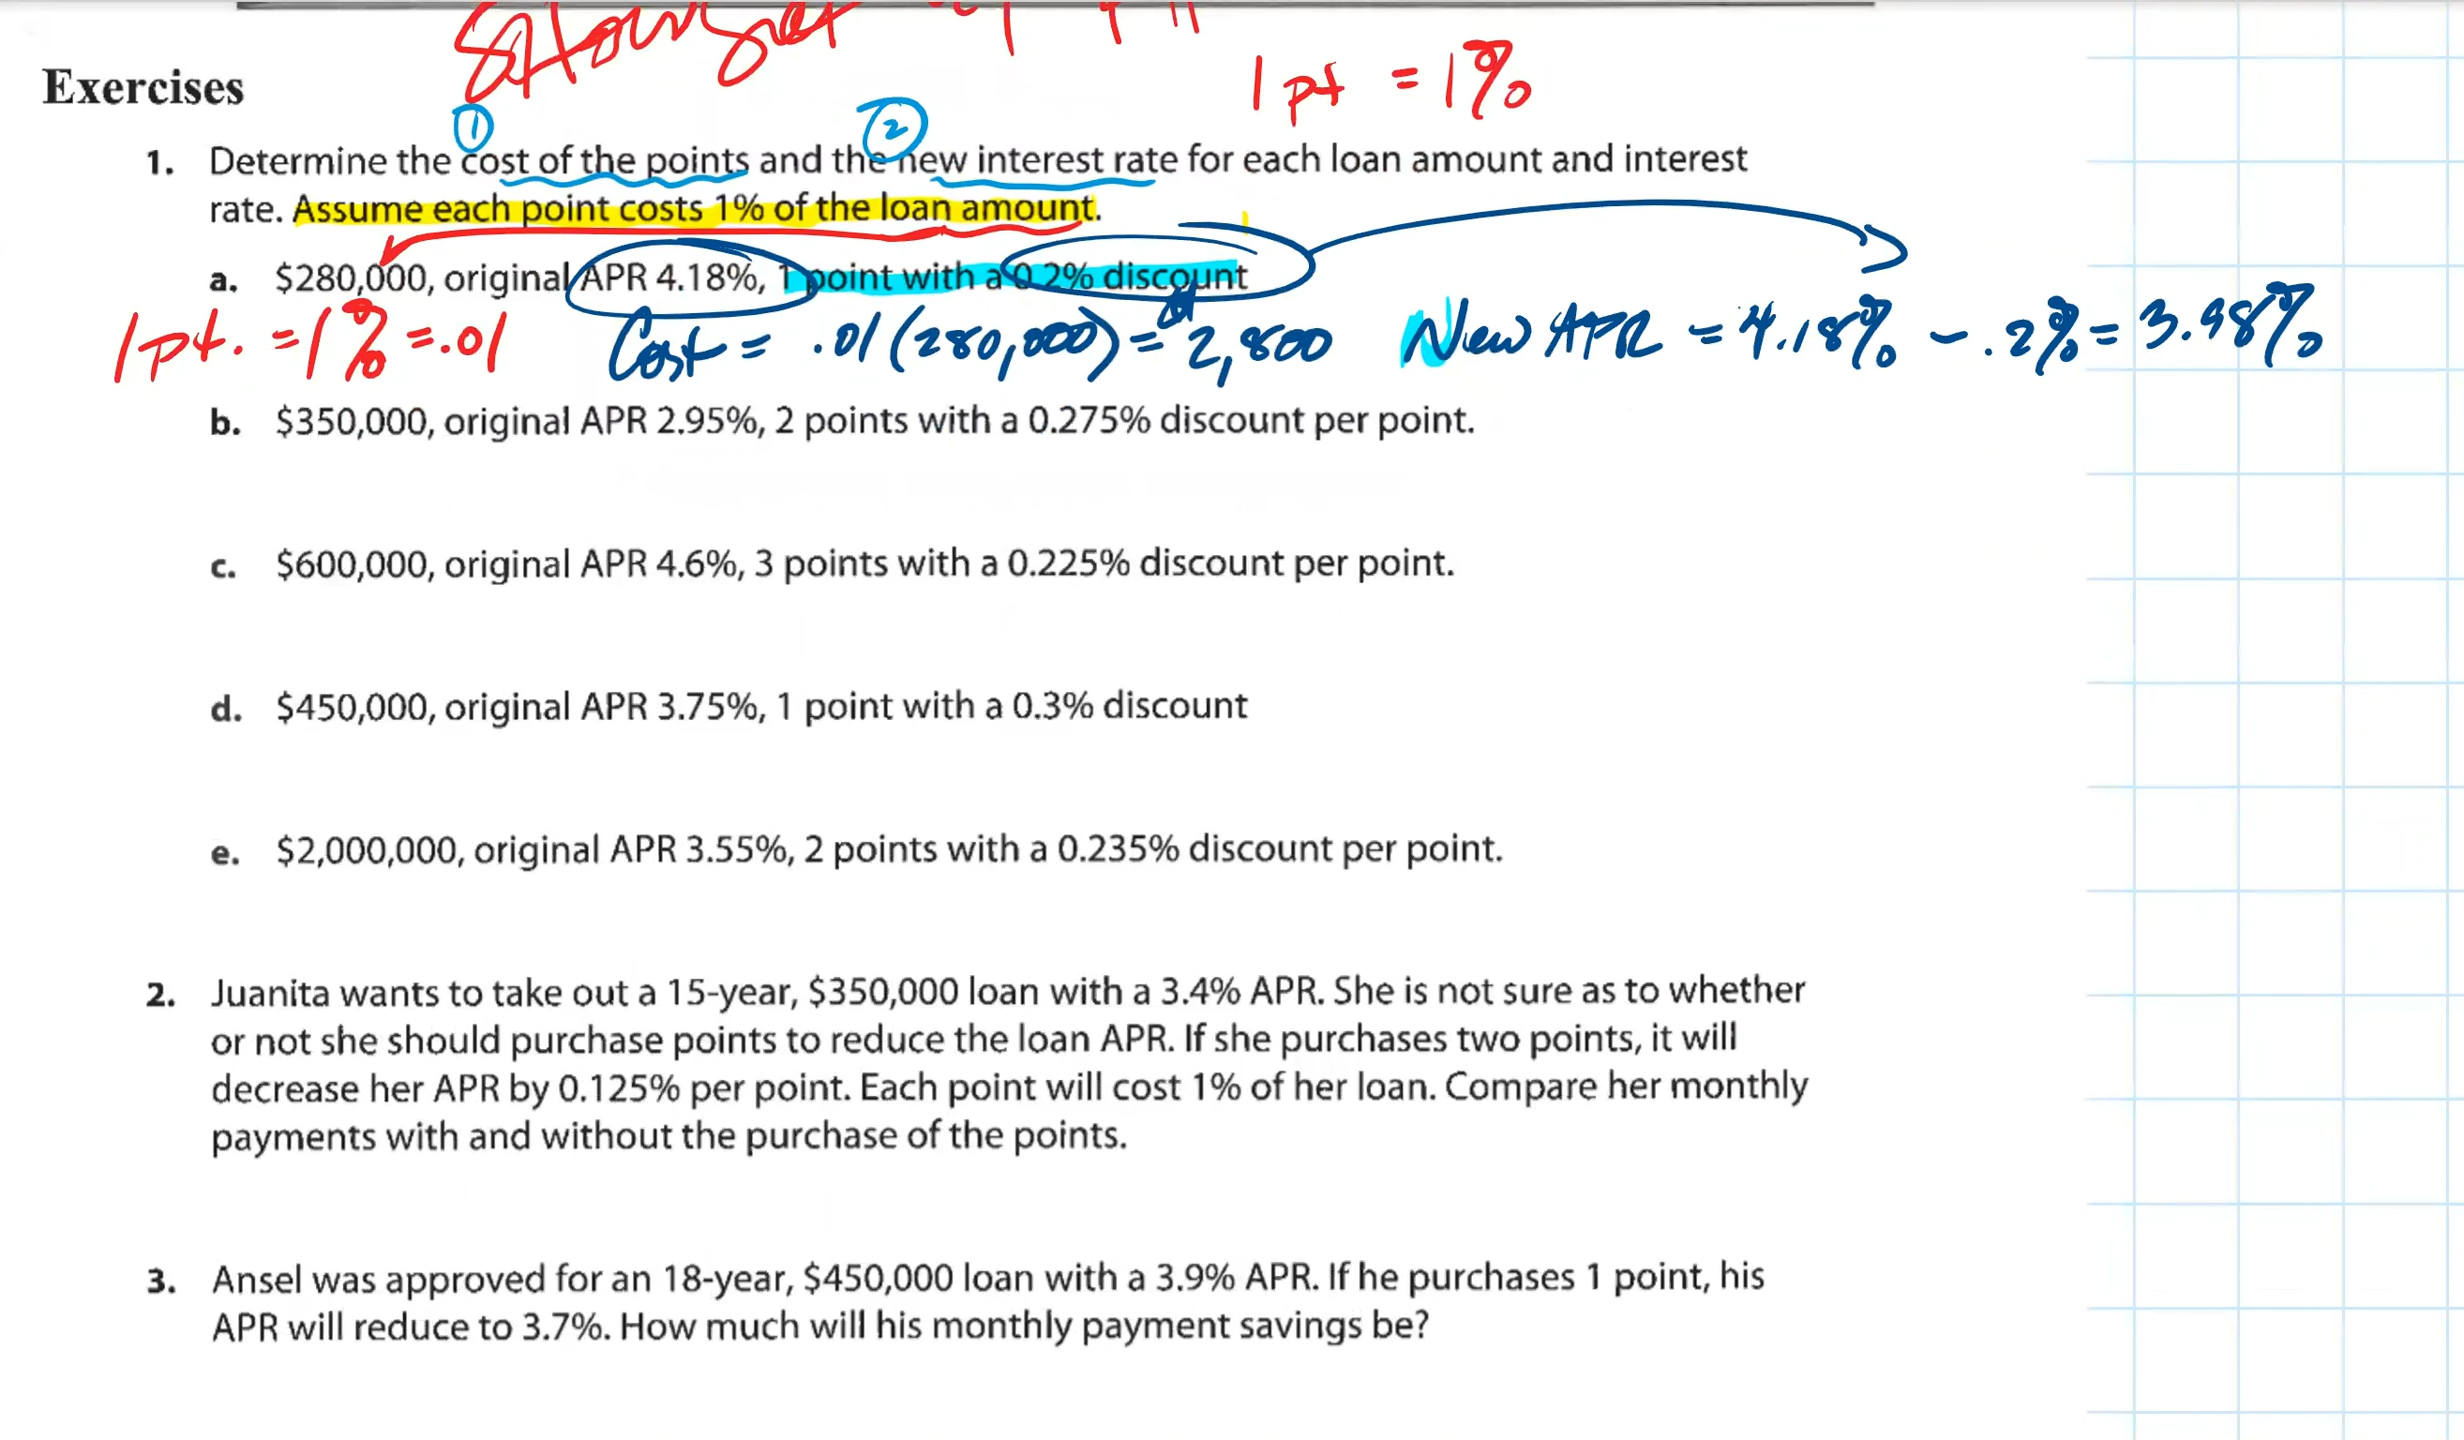 1 pt = 1%
Exercises
① ②
1. Determine the cost of the points and the new interest rate for each loan amount and interest
rate. Assume each point costs 1% of the loan amount.
a. $280,000, original APR 4.18%, 1 point with a 0.2% discount
1 pt. = 1% = .01 Cost = .01(280,000) = $2,800 New APR = 4.18% - .2% = 3.98%
b. $350,000, original APR 2.95%, 2 points with a 0.275% discount per point.
c. $600,000, original APR 4.6%, 3 points with a 0.225% discount per point.
d. $450,000, original APR 3.75%, 1 point with a 0.3% discount
e. $2,000,000, original APR 3.55%, 2 points with a 0.235% discount per point.
2. Juanita wants to take out a 15-year, $350,000 loan with a 3.4% APR. She is not sure as to whether
or not she should purchase points to reduce the loan APR. If she purchases two points, it will
decrease her APR by 0.125% per point. Each point will cost 1% of her loan. Compare her monthly
payments with and without the purchase of the points.
3. Ansel was approved for an 18-year, $450,000 loan with a 3.9% APR. If he purchases 1 point, his
APR will reduce to 3.7%. How much will his monthly payment savings be?